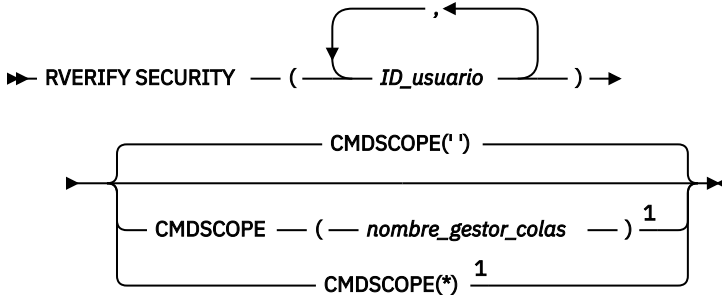 ,
RVERIFY SECURITY ( ID_usuario )
CMDSCOPE(' ')
CMDSCOPE ( nombre_gestor_colas ) 1
CMDSCOPE(*) 1